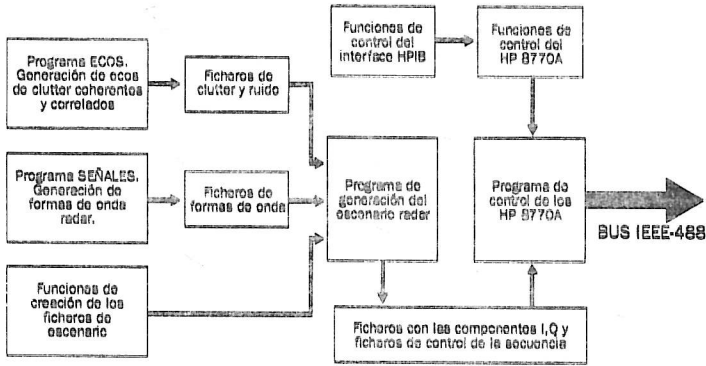 Programa ECOS.
Generación de ecos
de clutter coherentes
y correlados
Ficheros de
clutter y ruido
Funciones de
control del
interface HPIB
Funciones de
control del
HP 8770A
Programa SEÑALES.
Generación de
formas de onda
radar.
Ficheros de
formas de onda
Programa de
generación del
escenario radar
Programa de
control de los
HP 8770A
BUS IEEE-488
Funciones de
creación de los
ficheros de
escenario
Ficheros con las componentes I,Q y
ficheros de control de la secuencia